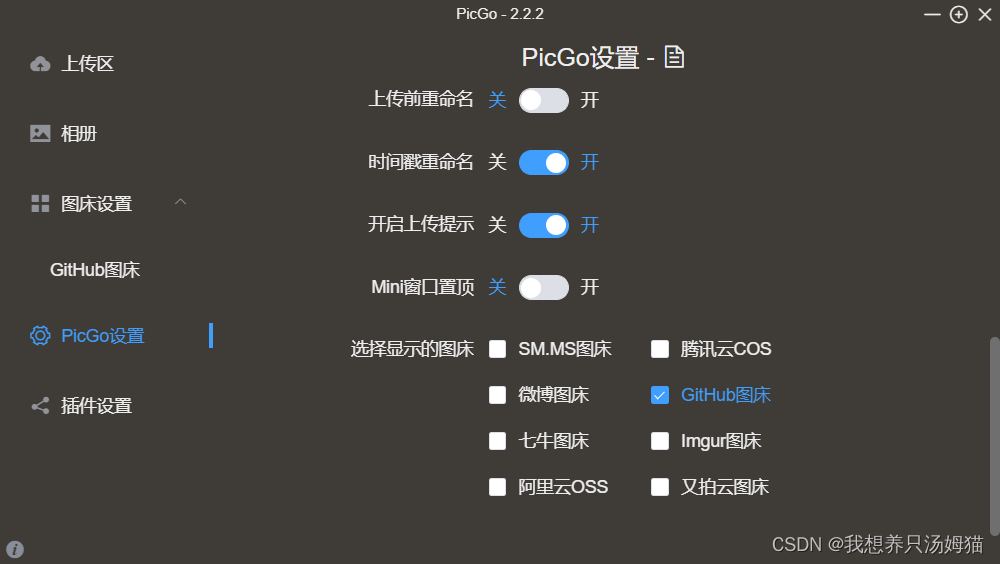 PicGo - 2.2.2
上传区
相册
图床设置
GitHub图床
PicGo设置
插件设置
PicGo设置 -
上传前重命名 关 开
时间戳重命名 关 开
开启上传提示 关 开
Mini窗口置顶 关 开
选择显示的图床 SM.MS图床 腾讯云COS
微博图床 GitHub图床
七牛图床 Imgur图床
阿里云OSS 又拍云图床
CSDN @我想养只汤姆猫